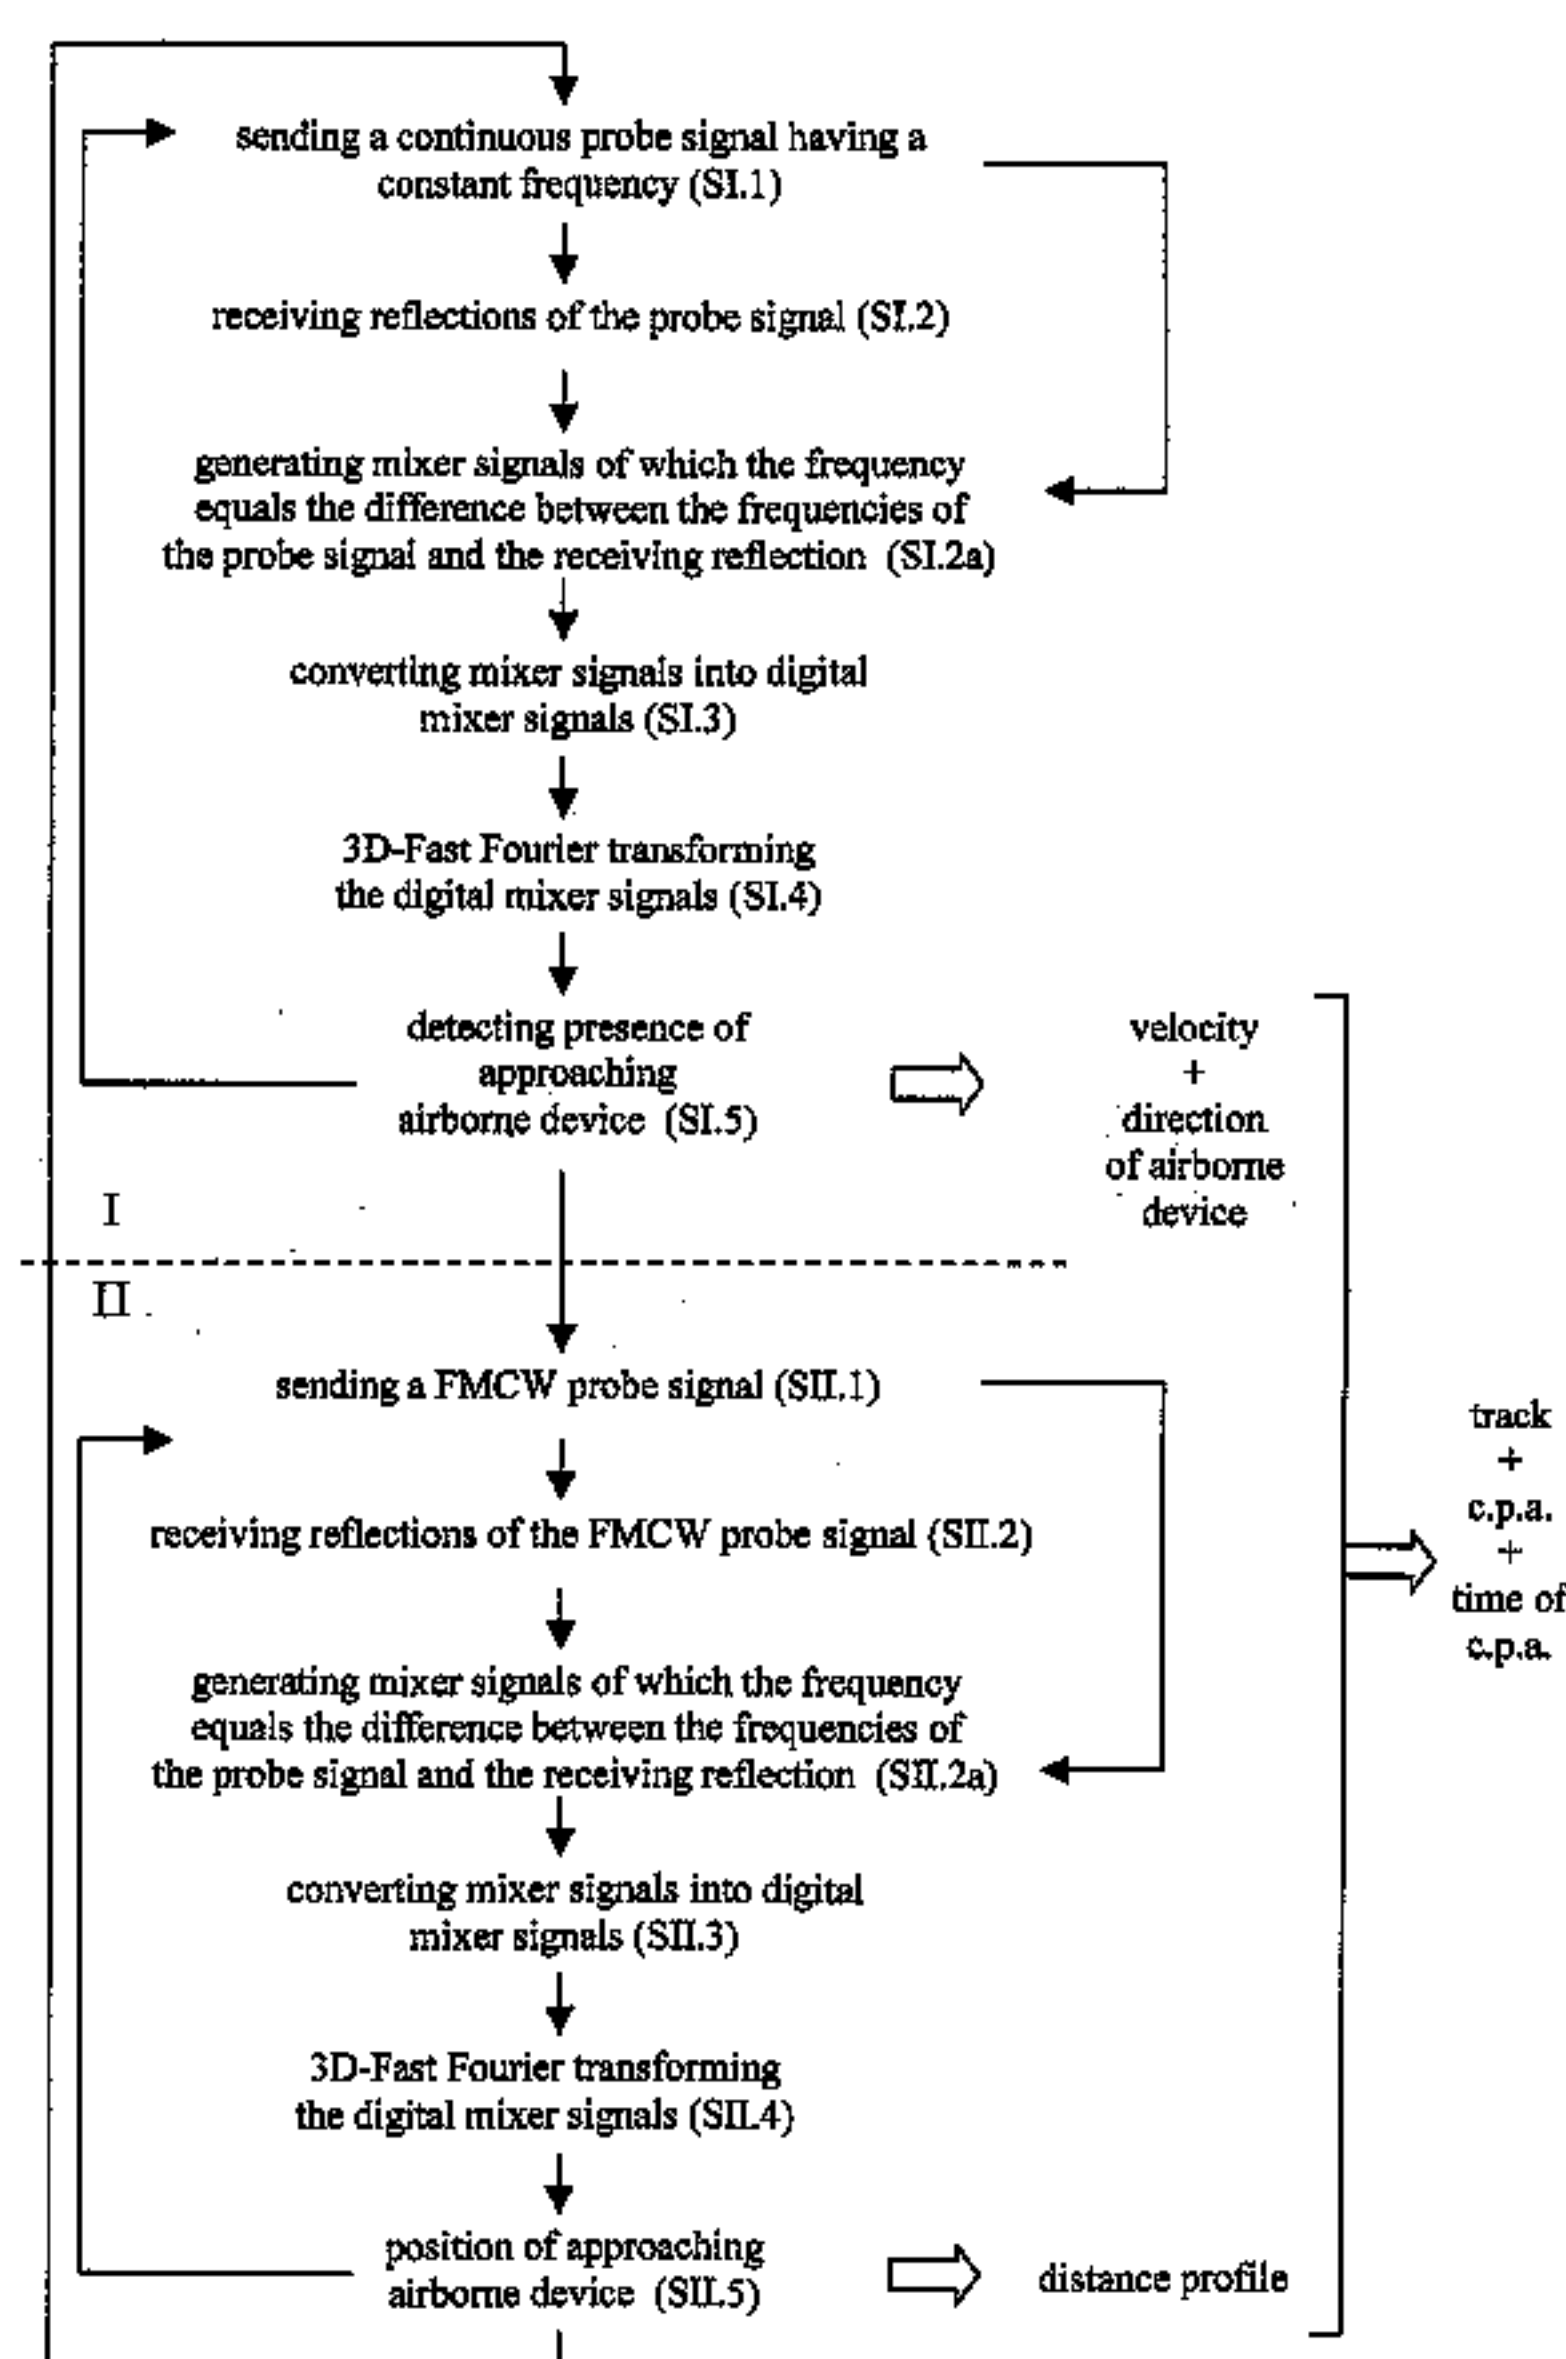 sending a continuous probe signal having a
constant frequency (SI.1)
receiving reflections of the probe signal (SI.2)
generating mixer signals of which the frequency
equals the difference between the frequencies of
the probe signal and the receiving reflection (SI.2a)
converting mixer signals into digital
mixer signals (SI.3)
3D-Fast Fourier transforming
the digital mixer signals (SI.4)
detecting presence of
approaching
airborne device (SI.5)
velocity
+
direction
of airborne
device
I
II
sending a FMCW probe signal (SII.1)
receiving reflections of the FMCW probe signal (SII.2)
generating mixer signals of which the frequency
equals the difference between the frequencies of
the probe signal and the receiving reflection (SII.2a)
converting mixer signals into digital
mixer signals (SII.3)
3D-Fast Fourier transforming
the digital mixer signals (SII.4)
position of approaching
airborne device (SII.5)
distance profile
track
+
c.p.a.
+
time of
c.p.a.